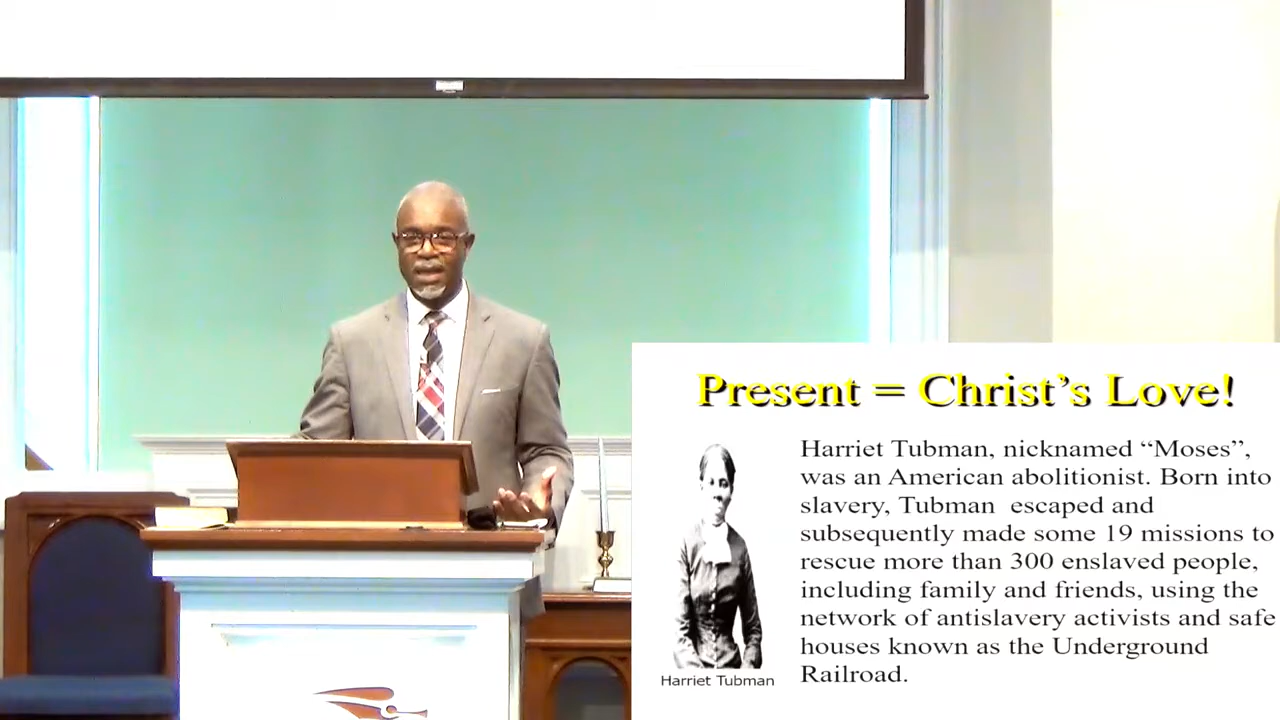 Present = Christ's Love!
Harriet Tubman, nicknamed “Moses”,
was an American abolitionist. Born into
slavery, Tubman  escaped and
subsequently made some 19 missions to
rescue more than 300 enslaved people,
including family and friends, using the
network of antislavery activists and safe
houses known as the Underground
Railroad.
Harriet Tubman